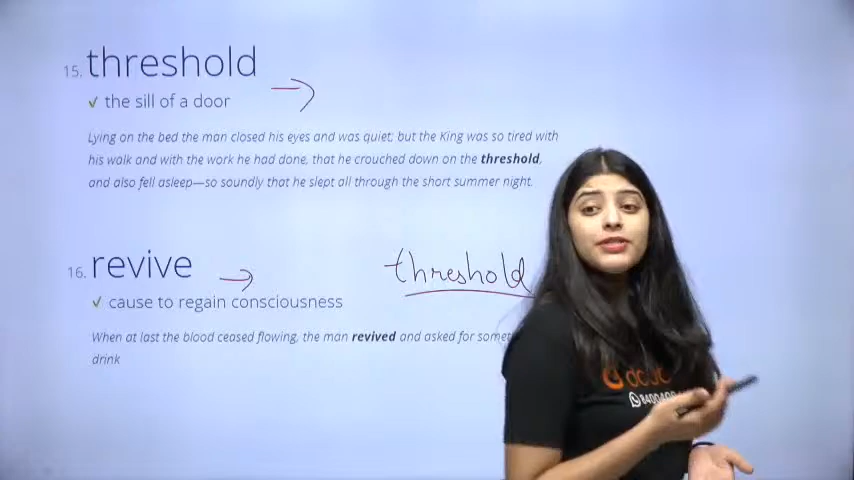 15. threshold
✓ the sill of a door
Lying on the bed the man closed his eyes and was quiet; but the King was so tired with
his walk and with the work he had done, that he crouched down on the threshold,
and also fell asleep—so soundly that he slept all through the short summer night.
16. revive
threshold
✓ cause to regain consciousness
When at last the blood ceased flowing, the man revived and asked for
drink